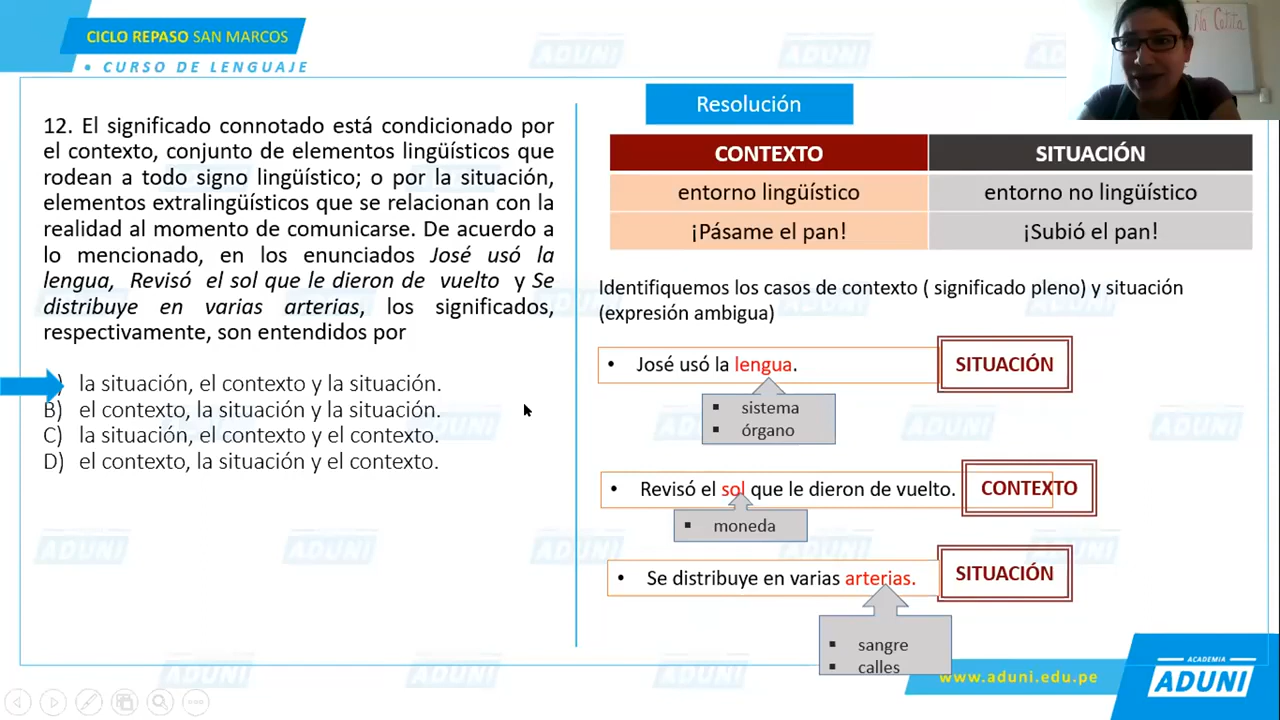 CICLO REPASO SAN MARCOS
• CURSO DE LENGUAJE
Na Cotita
12. El significado connotado está condicionado por
el contexto, conjunto de elementos lingüísticos que
rodean a todo signo lingüístico; o por la situación,
elementos extralingüísticos que se relacionan con la
realidad al momento de comunicarse. De acuerdo a
lo mencionado, en los enunciados José usó la
lengua, Revisó el sol que le dieron de vuelto y Se
distribuye en varias arterias, los significados,
respectivamente, son entendidos por
) la situación, el contexto y la situación.
B) el contexto, la situación y la situación.
C) la situación, el contexto y el contexto.
D) el contexto, la situación y el contexto.
Resolución
CONTEXTO SITUACIÓN
entorno lingüístico entorno no lingüístico
¡Pásame el pan! ¡Subió el pan!
Identifiquemos los casos de contexto ( significado pleno) y situación
(expresión ambigua)
• José usó la lengua. SITUACIÓN
▪ sistema
▪ órgano
• Revisó el sol que le dieron de vuelto. CONTEXTO
▪ moneda
• Se distribuye en varias arterias. SITUACIÓN
▪ sangre
▪ calles
www.aduni.edu.pe
ACADEMIA
ADUNI